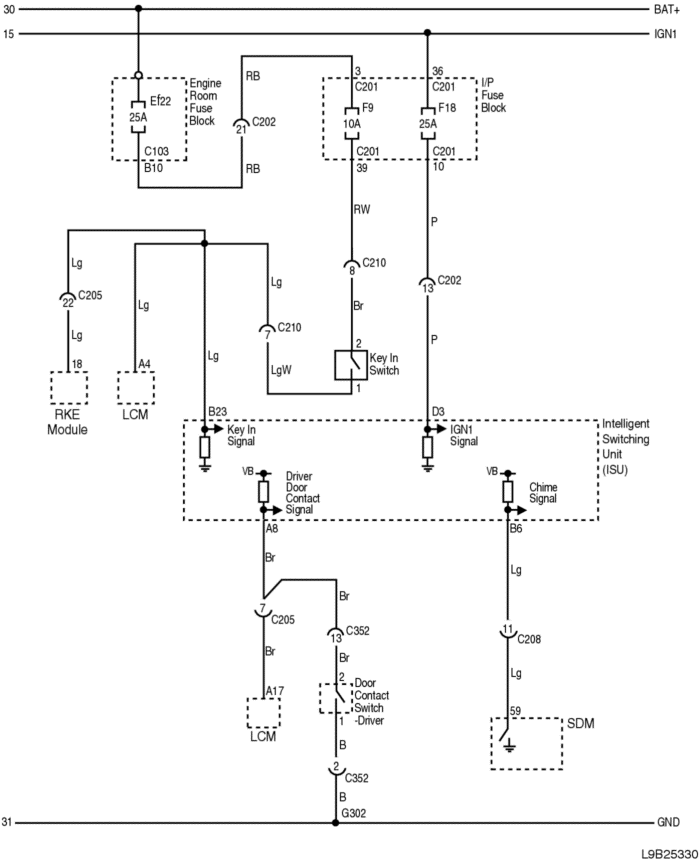 30
BAT+
15
IGN1
RB
3
36
C201
C201
Engine
Room
Fuse
Block
I/P
Fuse
Block
Ef22
25A
F9
10A
F18
25A
C202
21
C103
B10
C201
C201
39
10
RB
RW
P
Lg
C210
8
C202
13
Lg
C205
22
Lg
C210
7
Br
Lg
Lg
P
2
Key In
Switch
1
LgW
18
A4
RKE
Module
LCM
B23
D3
Key In
Signal
IGN1
Signal
Intelligent
Switching
Unit
(ISU)
VB
Driver
Door
Contact
Signal
VB
Chime
Signal
A8
B6
Br
Lg
Br
7
C205
C352
13
11
C208
Br
Br
Lg
A17
2
Door
Contact
Switch
-Driver
1
59
SDM
LCM
B
2
C352
B
G302
31
GND
L9B25330